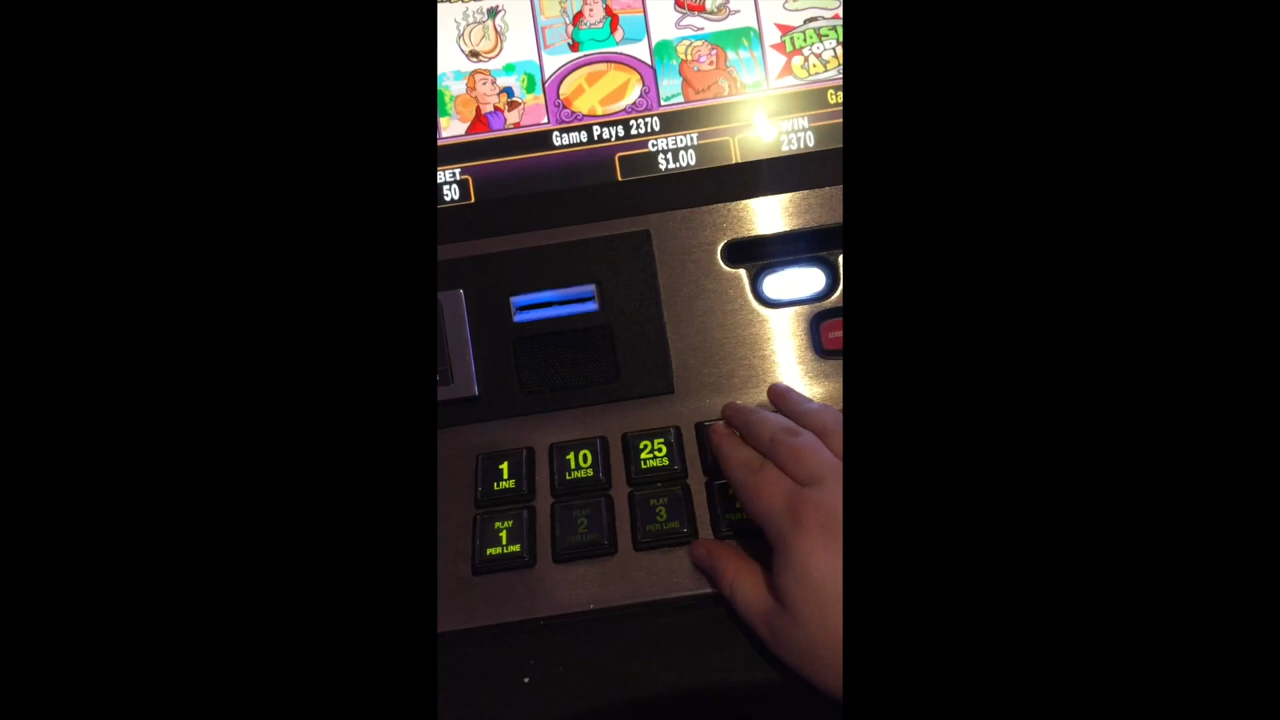 TRASH
FOR
CASH
Game Pays 2370
Ga
BET
50
CREDIT
$1.00
WIN
2370
1
LINE
10
LINES
25
LINES
PLAY
1
PER LINE
PLAY
2
PER LINE
PLAY
3
PER LINE